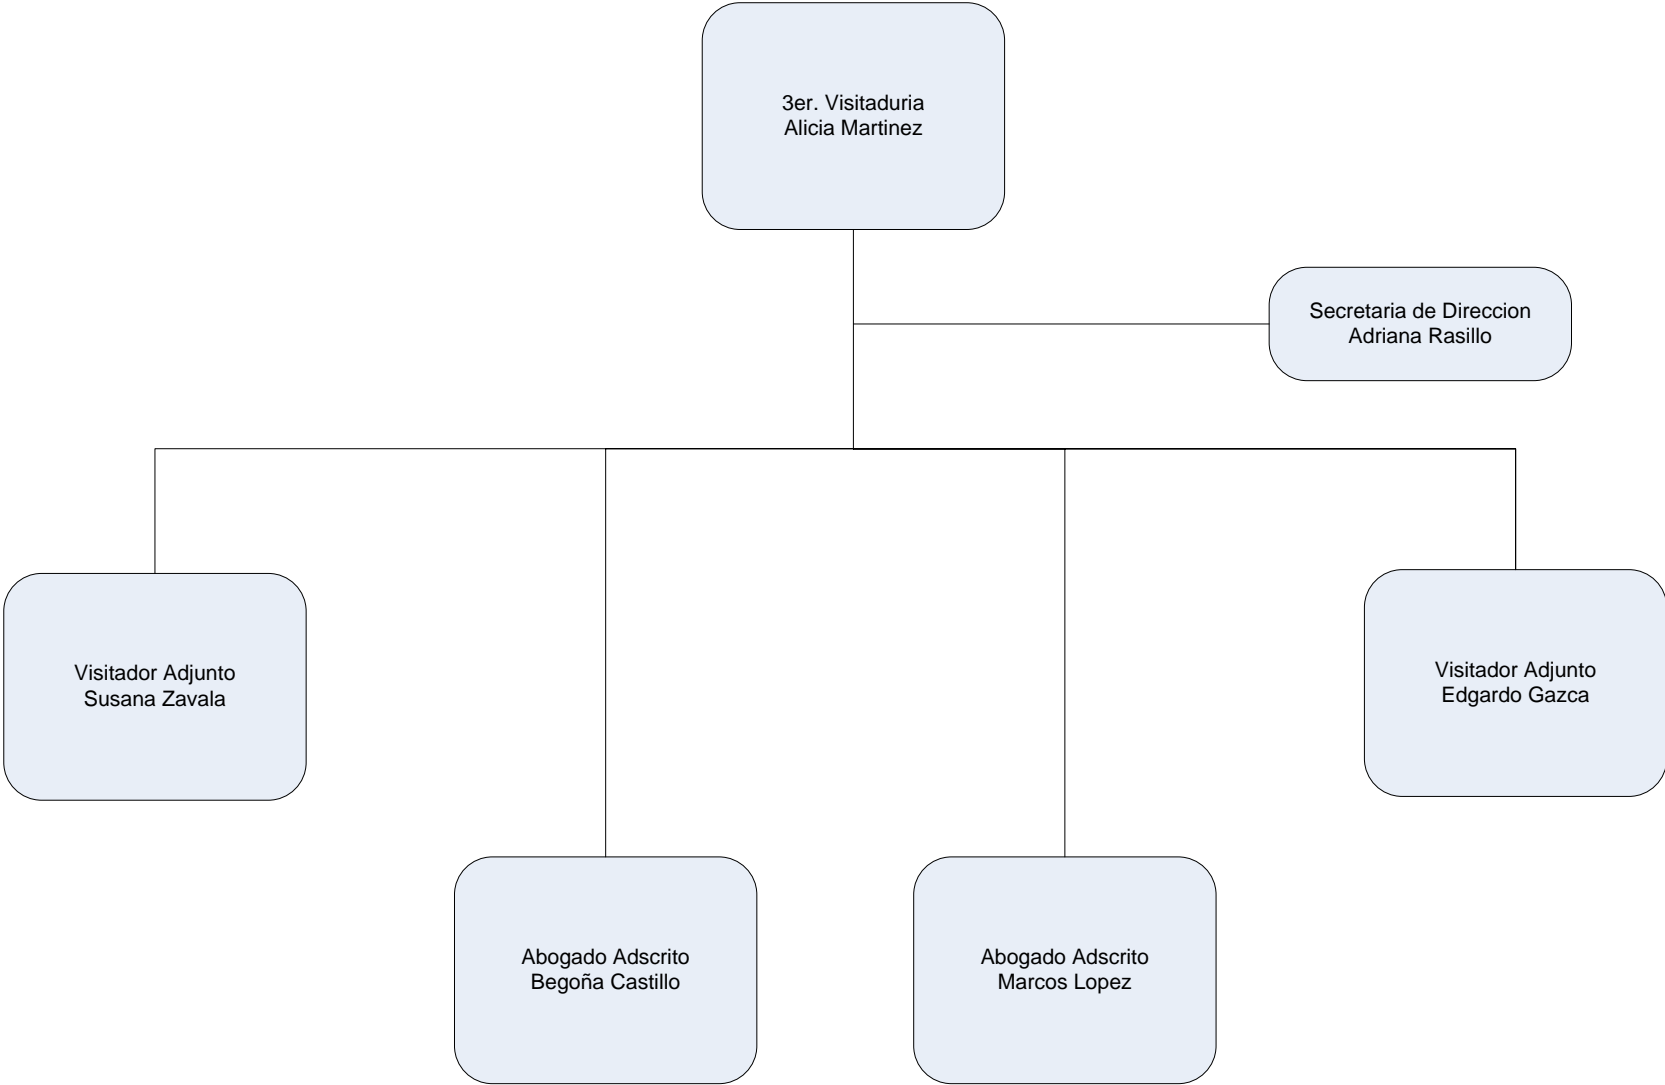 3er. Visitaduria
Alicia Martinez
Secretaria de Direccion
Adriana Rasillo
Visitador Adjunto
Susana Zavala
Visitador Adjunto
Edgardo Gazca
Abogado Adscrito
Begoña Castillo
Abogado Adscrito
Marcos Lopez